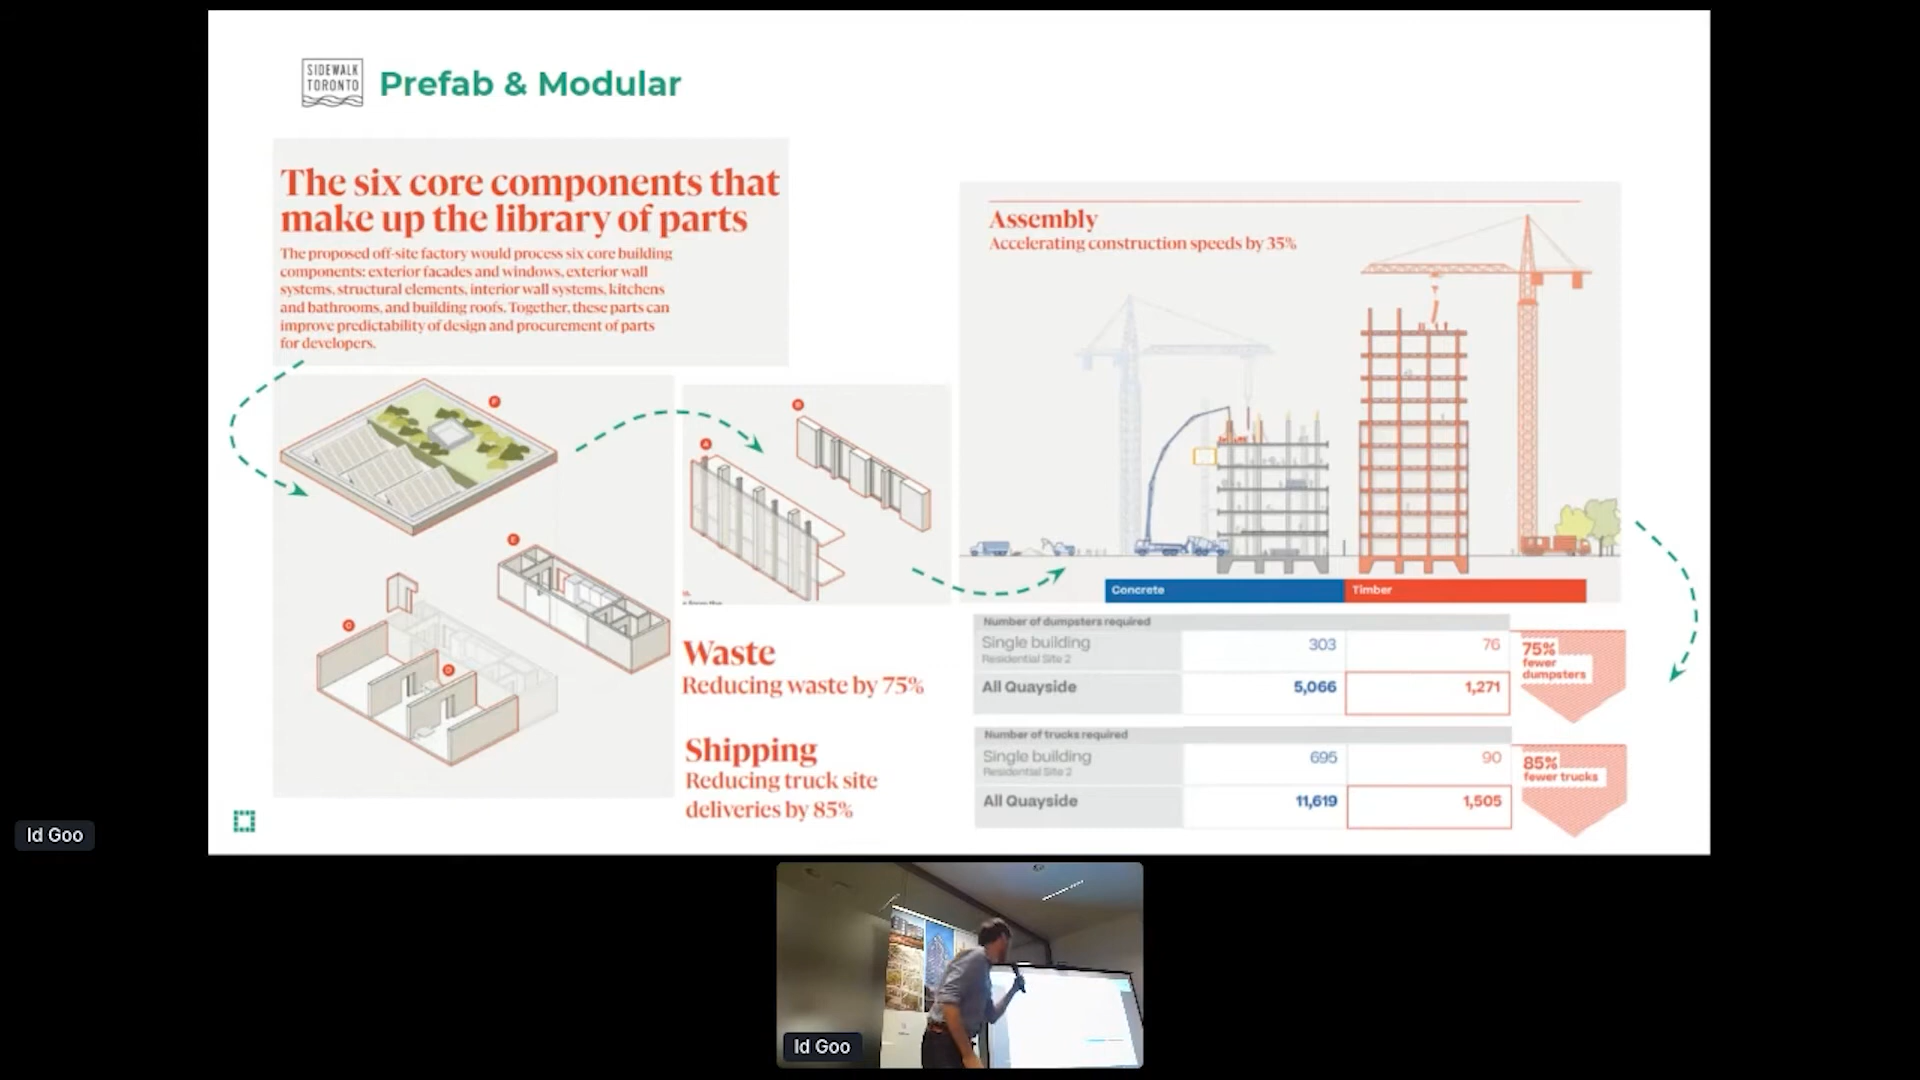 SIDEWALK
TORONTO
Prefab & Modular
The six core components that
make up the library of parts
The proposed off-site factory would process six core building
components: exterior facades and windows, exterior wall
systems, structural elements, interior wall systems, kitchens
and bathrooms, and building roofs. Together, these parts can
improve predictability of design and procurement of parts
for developers.
F
E
C
D
A
B
Waste
Reducing waste by 75%
Shipping
Reducing truck site
deliveries by 85%
Assembly
Accelerating construction speeds by 35%
Concrete Timber
Number of dumpsters required
Single building 303 76
Residential Site 2
All Quayside 5,066 1,271
75%
fewer
dumpsters
Number of trucks required
Single building 695 90
Residential Site 2
All Quayside 11,619 1,505
85%
fewer trucks
Id Goo
Id Goo